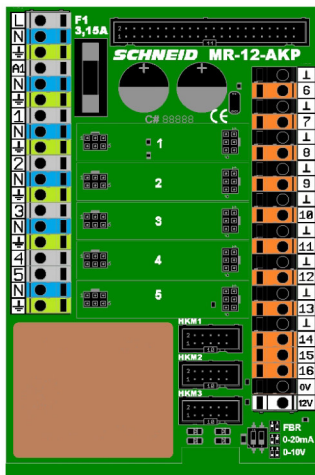 L
N
⏚
A1
N
⏚
1
N
⏚
2
N
⏚
3
N
⏚
4
5
N
⏚
F1
3,15A
SCHNEID MR-12-AKP
C# 88888
CE
1
2
3
4
5
HKM1
HKM2
HKM3
⊥
6
⊥
7
⊥
8
⊥
9
⊥
10
⊥
11
⊥
12
⊥
13
⊥
14
15
16
0V
12V
FBR
0-20mA
0-10V